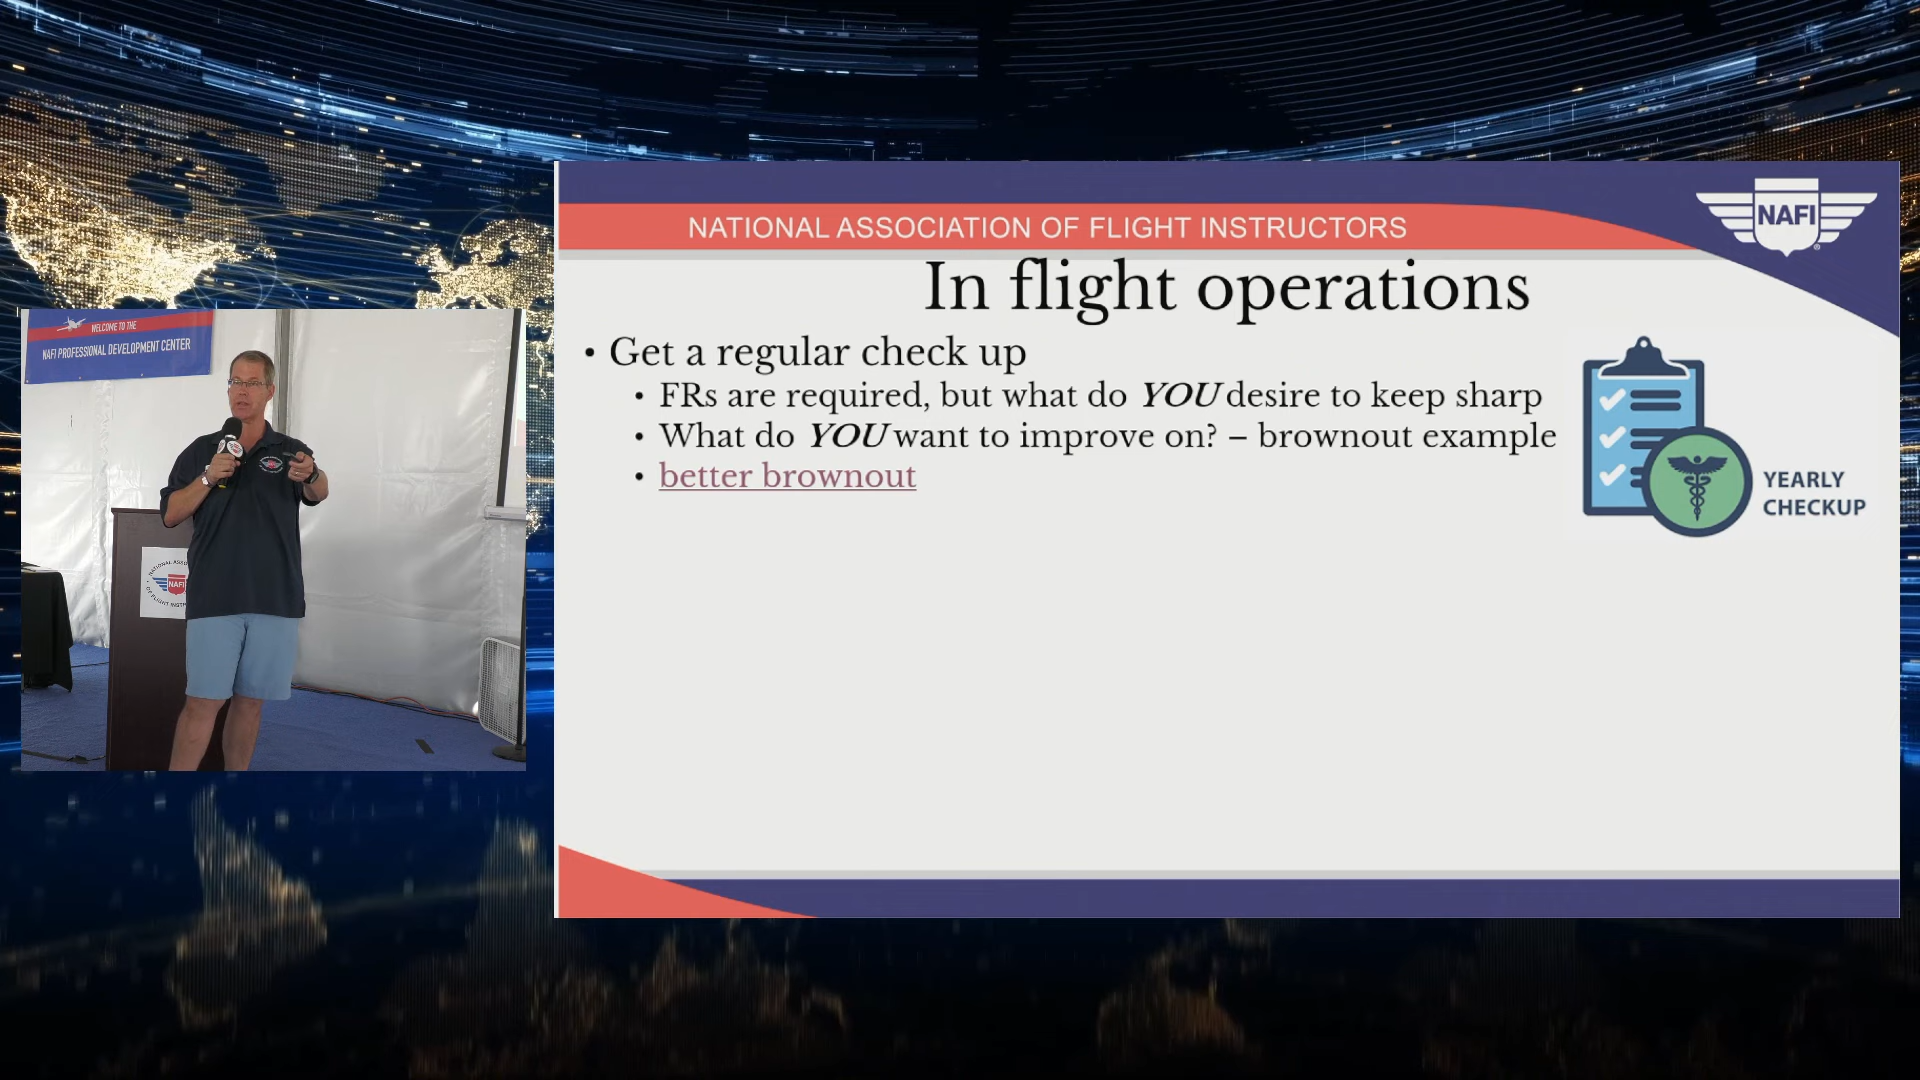 WELCOME TO THE
NAFI PROFESSIONAL DEVELOPMENT CENTER
NAFI
NATIONAL ASSOCIATION OF FLIGHT INSTRUCTORS
NAFI
In flight operations
• Get a regular check up
• FRs are required, but what do YOU desire to keep sharp
• What do YOU want to improve on? – brownout example
• better brownout
YEARLY
CHECKUP